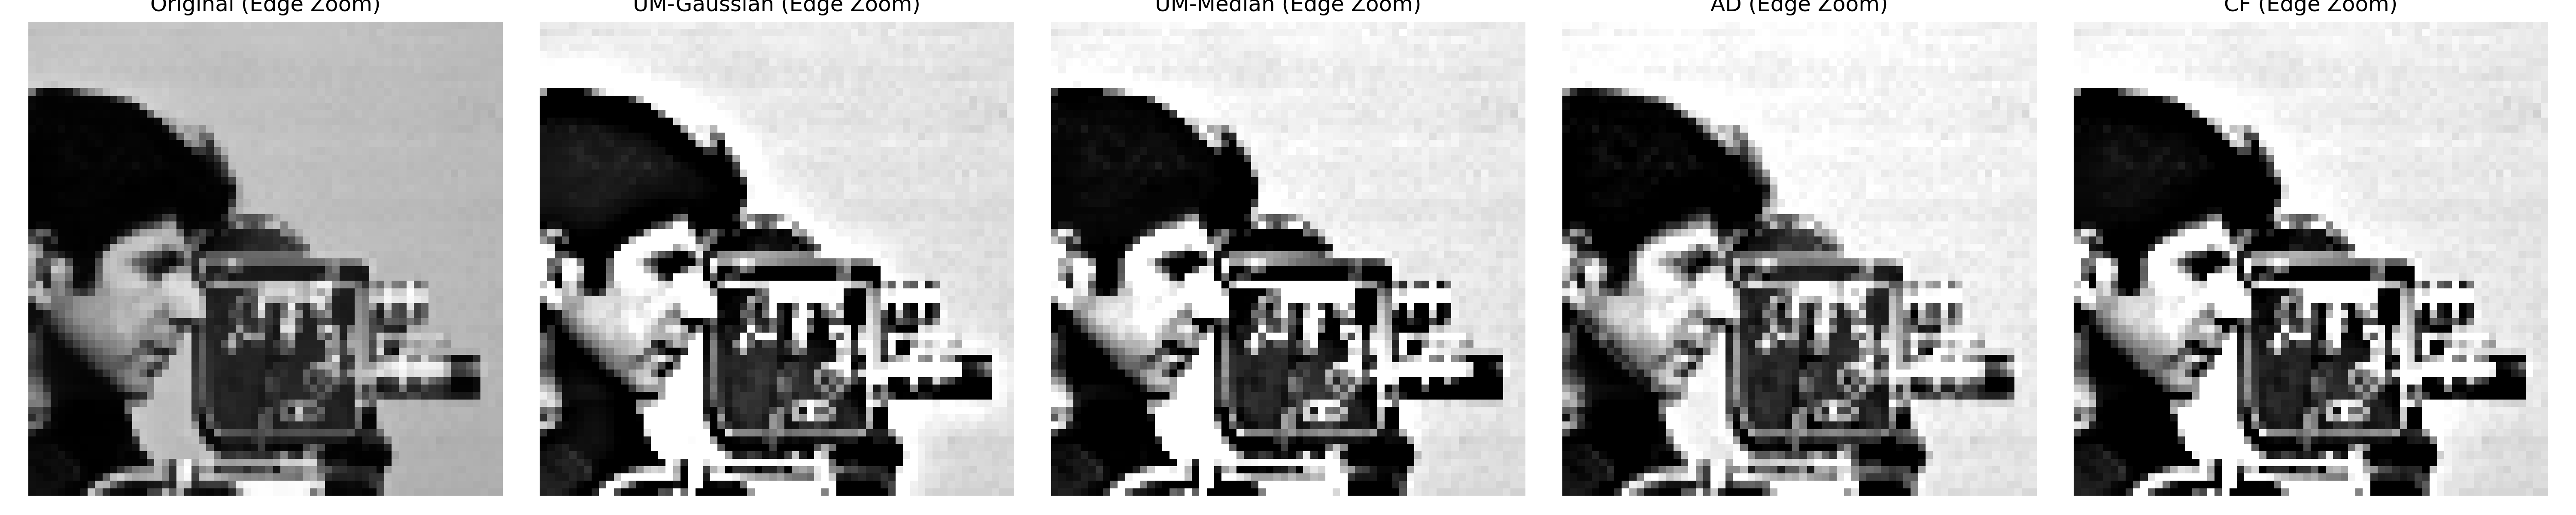 Original (Edge Zoom)
UM-Gaussian (Edge Zoom)
UM-Median (Edge Zoom)
AD (Edge Zoom)
CF (Edge Zoom)